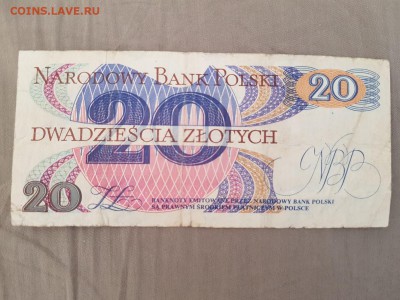 COINS.LAVE.RU
NARODOWY BANK POLSKI
20
20
DWADZIEŚCIA ZŁOTYCH
NBP
20
BANKNOTY EMITOWANE PRZEZ NARODOWY BANK POLSKI
SĄ PRAWNYM ŚRODKIEM PŁATNICZYM W POLSCE